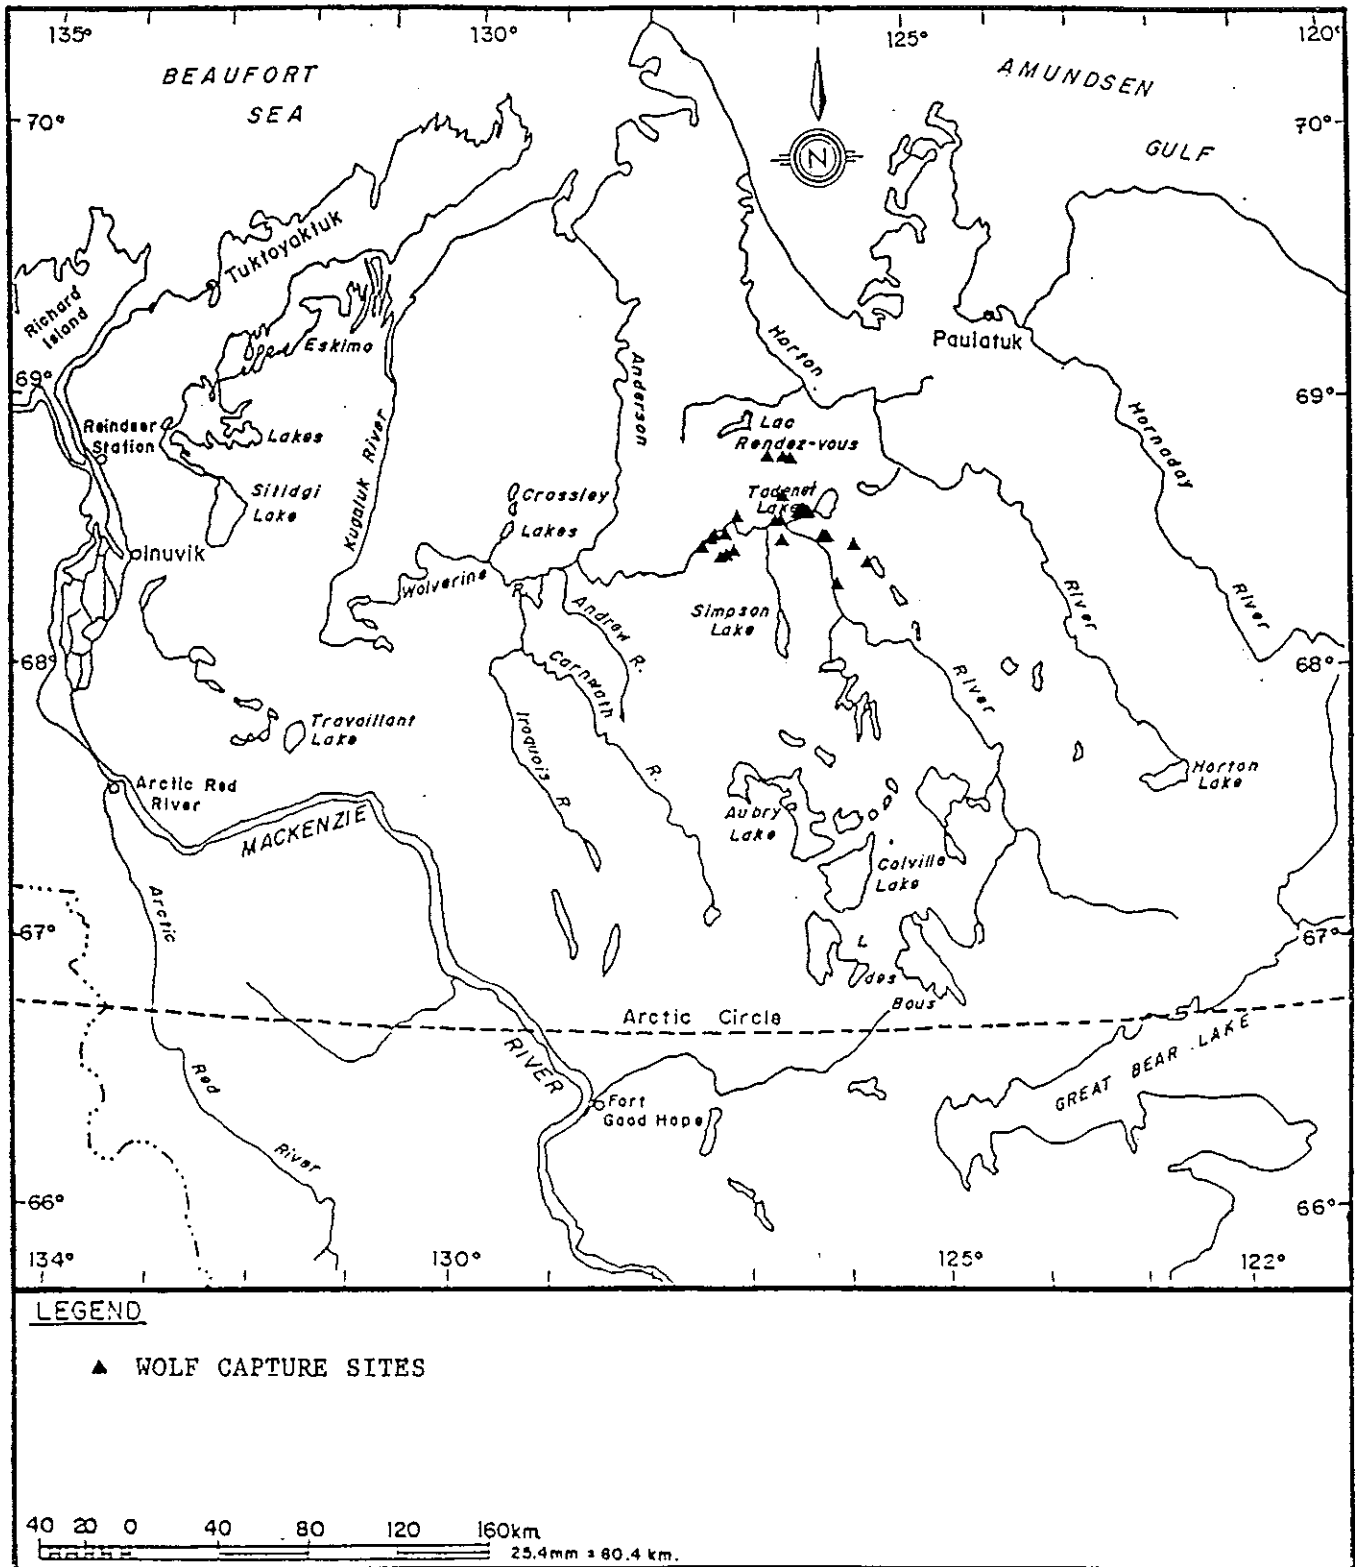 135°
130°
125°
120°
BEAUFORT
SEA
AMUNDSEN
GULF
70°
70°
N
Tuktoyaktuk
Richard
Island
Eskimo
Lakes
Paulatuk
Horton
Anderson
69°
69°
Reindeer
Station
Lac
Rendez-vous
Hornaday
River
Sitidgi
Lake
Kugaluk River
Crossley
Lakes
Tadenet
Lake
Inuvik
Wolverine
R.
Andrew
R.
Simpson
Lake
River
River
68°
68°
Carnwath
R.
Iroquois
R.
Travaillant
Lake
Arctic Red
River
Horton
Lake
Aubry
Lake
MACKENZIE
Colville
Lake
Arctic
67°
67°
L
des
Bous
Arctic Circle
RIVER
GREAT BEAR LAKE
Red
River
Fort
Good Hope
66°
66°
134°
130°
125°
122°
LEGEND
▲ WOLF CAPTURE SITES
40 20 0 40 80 120 160km
25.4mm = 60.4 km.